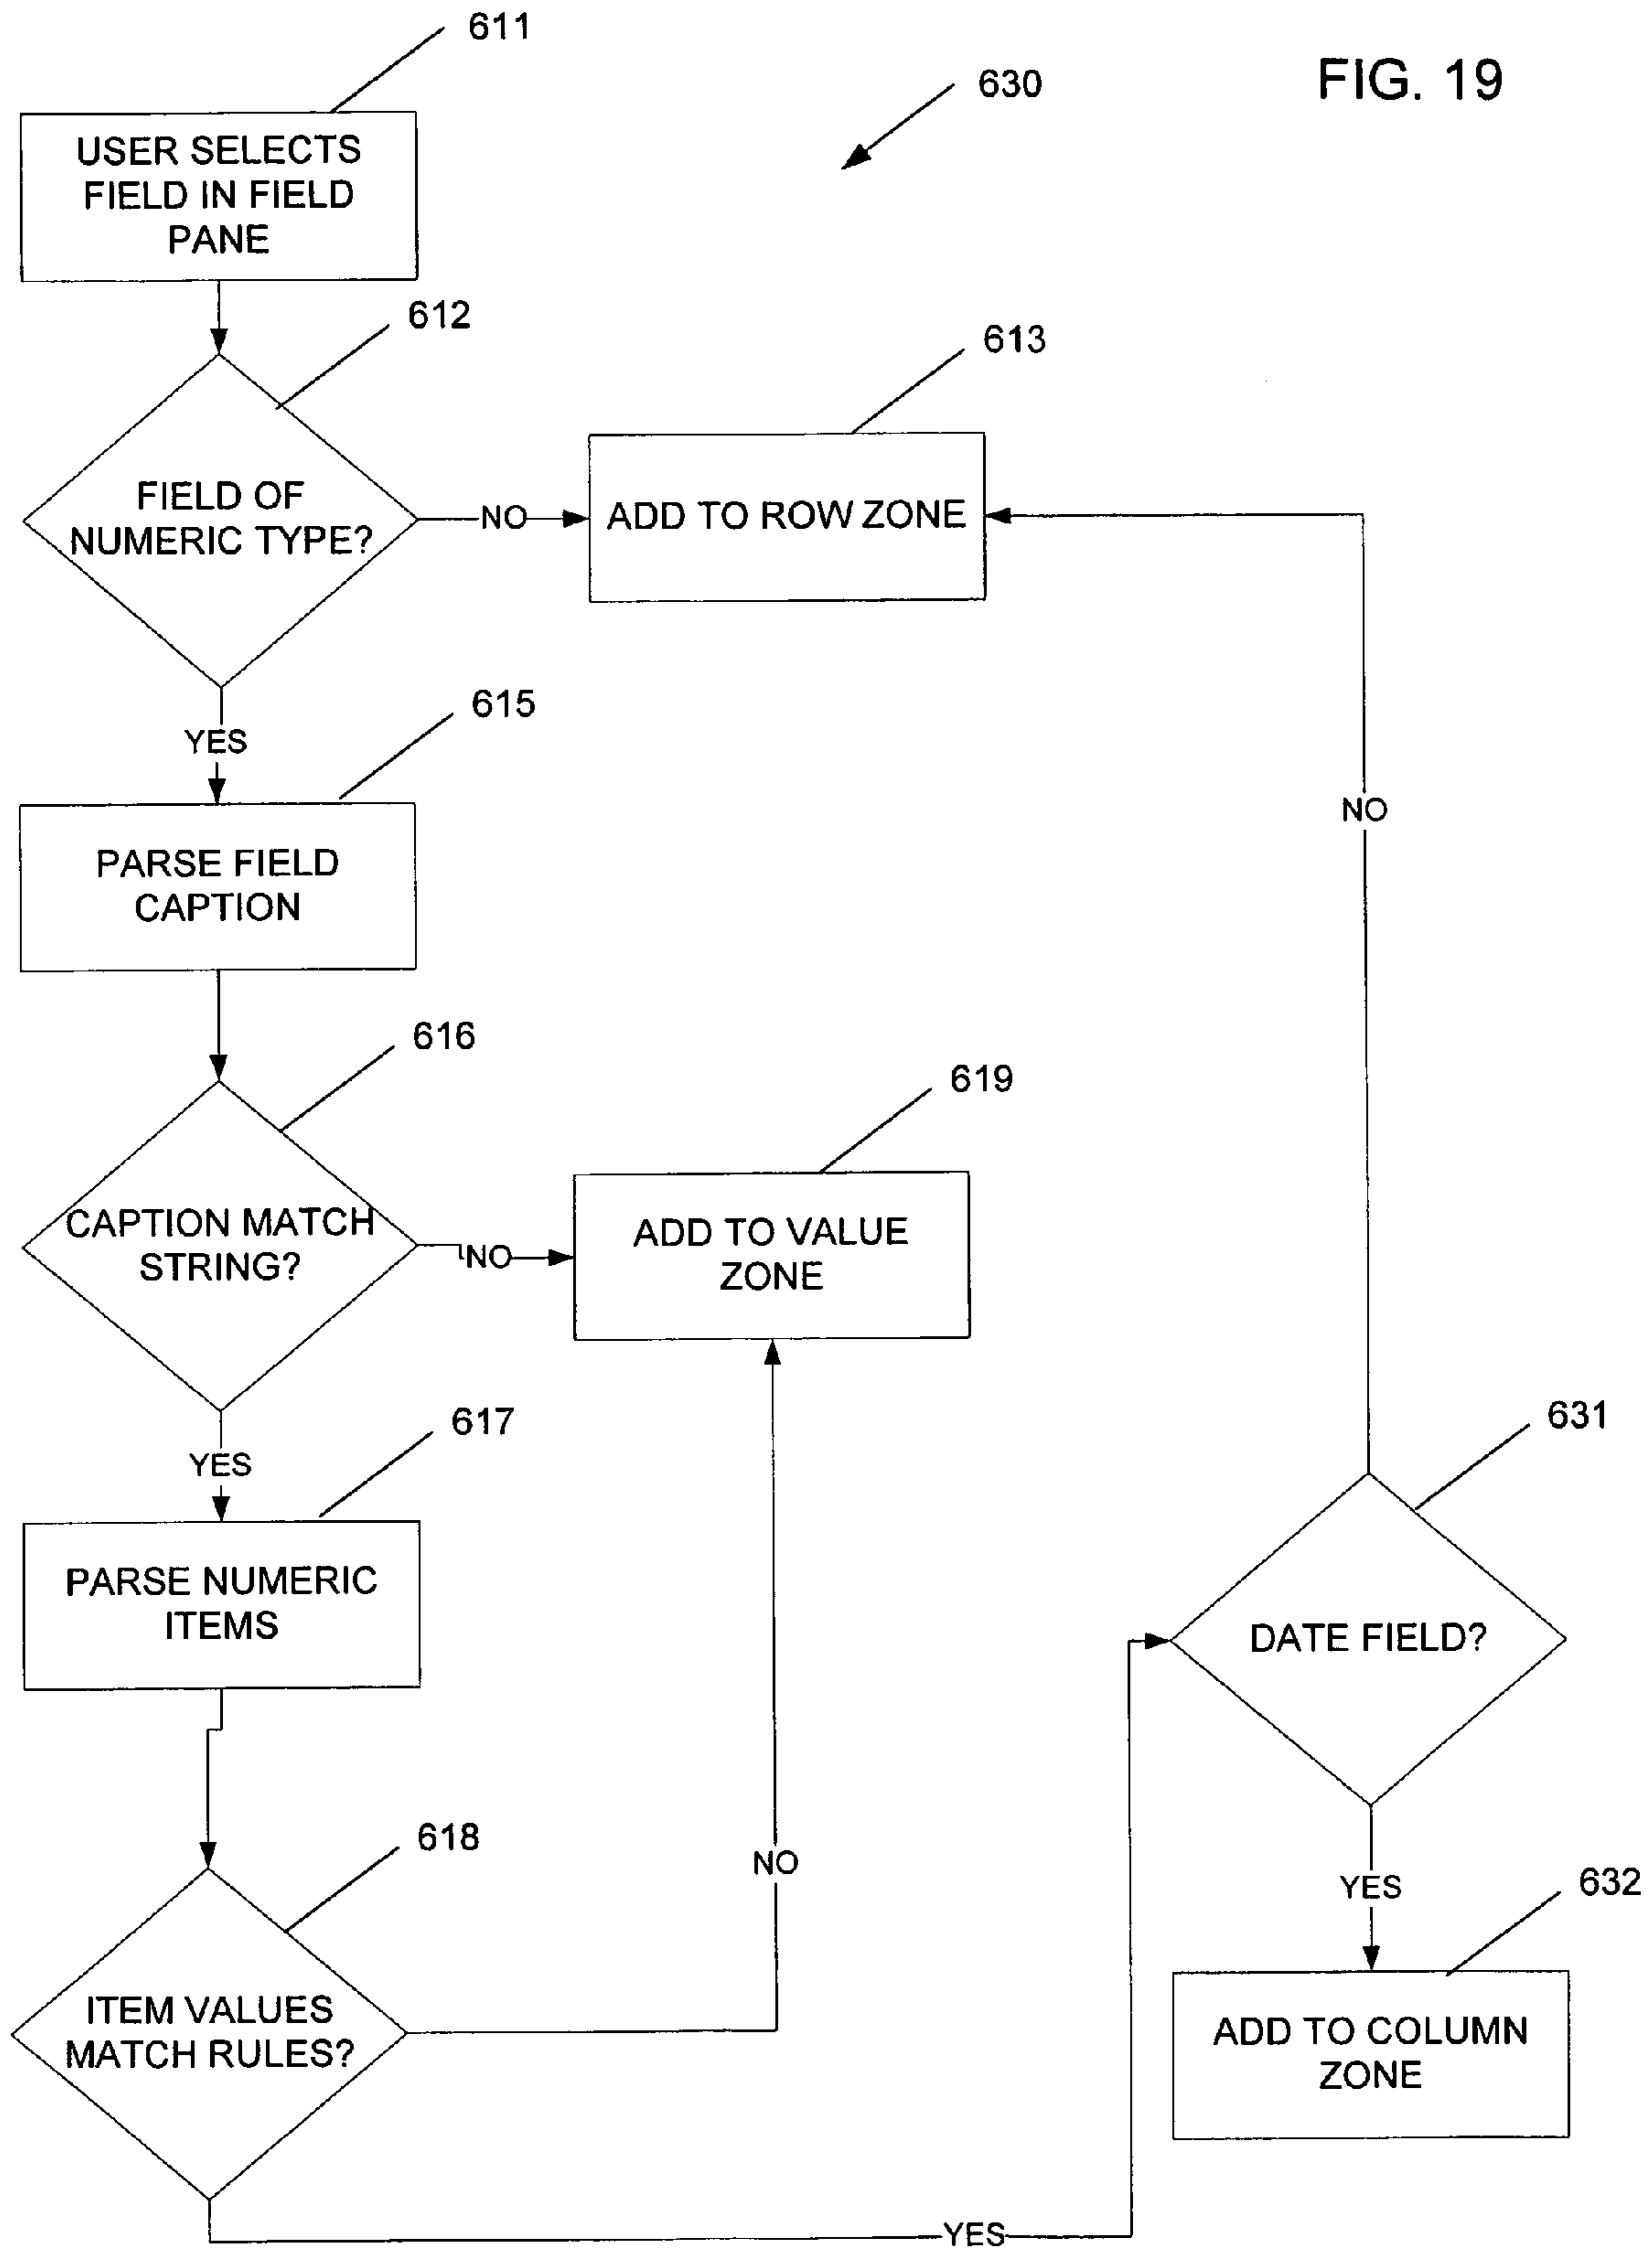 611
630
FIG. 19
USER SELECTS
FIELD IN FIELD
PANE
612
613
FIELD OF
NUMERIC TYPE?
NO
ADD TO ROW ZONE
YES
615
NO
PARSE FIELD
CAPTION
616
619
CAPTION MATCH
STRING?
NO
ADD TO VALUE
ZONE
YES
617
631
PARSE NUMERIC
ITEMS
DATE FIELD?
618
NO
YES
632
ITEM VALUES
MATCH RULES?
ADD TO COLUMN
ZONE
YES